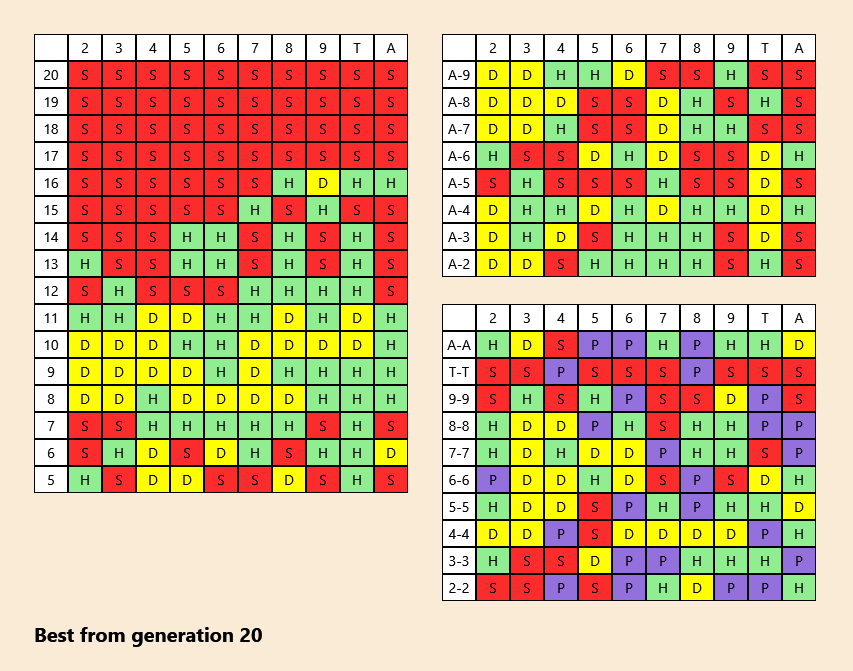 2 3 4 5 6 7 8 9 T A
20 S S S S S S S S S S
19 S S S S S S S S S S
18 S S S S S S S S S S
17 S S S S S S S S S S
16 S S S S S S H D H H
15 S S S S S H S H S S
14 S S S H H S H S H S
13 H S S H H S H S H S
12 S H S S S H H H H S
11 H H D D H H D H D H
10 D D D H H D D D D H
9 D D D D H D H H H H
8 D D H D D D D H H H
7 S S H H H H H S H S
6 S H D S D H S H H D
5 H S D D S S D S H S
2 3 4 5 6 7 8 9 T A
A-9 D D H H D S S H S S
A-8 D D D S S D H S H S
A-7 D D H S S D H H S S
A-6 H S S D H D S S D H
A-5 S H S S S H S S D S
A-4 D H H D H D H H D H
A-3 D H D S H H H S D S
A-2 D D S H H H H S H S
2 3 4 5 6 7 8 9 T A
A-A H D S P P H P H H D
T-T S S P S S S P S S S
9-9 S H S H P S S D P S
8-8 H D D P H S H H P P
7-7 H D H D D P H H S P
6-6 P D D H D S P S D H
5-5 H D D S P H P H H D
4-4 D D P S D D D D P H
3-3 H S S D P P H H H P
2-2 S S P S P H D P P H
Best from generation 20